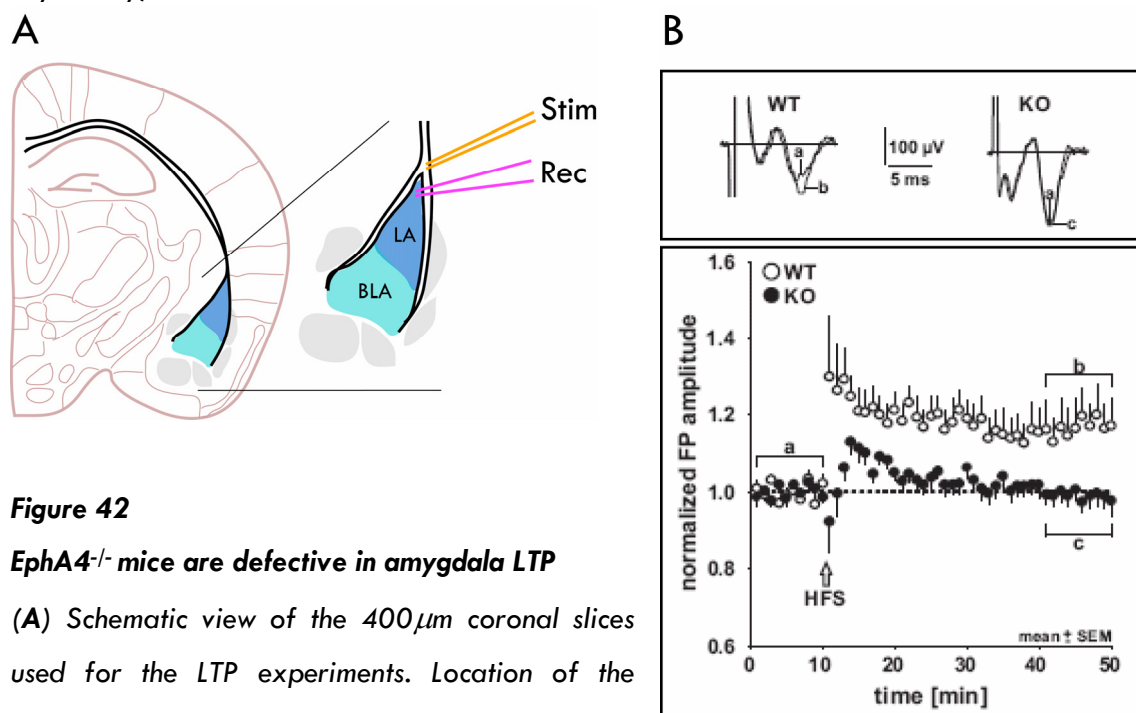 A
Stim
Rec
LA
BLA
Figure 42
EphA4-/- mice are defective in amygdala LTP
(A) Schematic view of the 400µm coronal slices
used for the LTP experiments. Location of the
B
WT
KO
a
b
100 µV
5 ms
a
c
1.6
WT
KO
1.4
b
1.2
a
1.0
c
0.8
HFS
0.6
mean ± SEM
normalized FP amplitude
0 10 20 30 40 50
time [min]